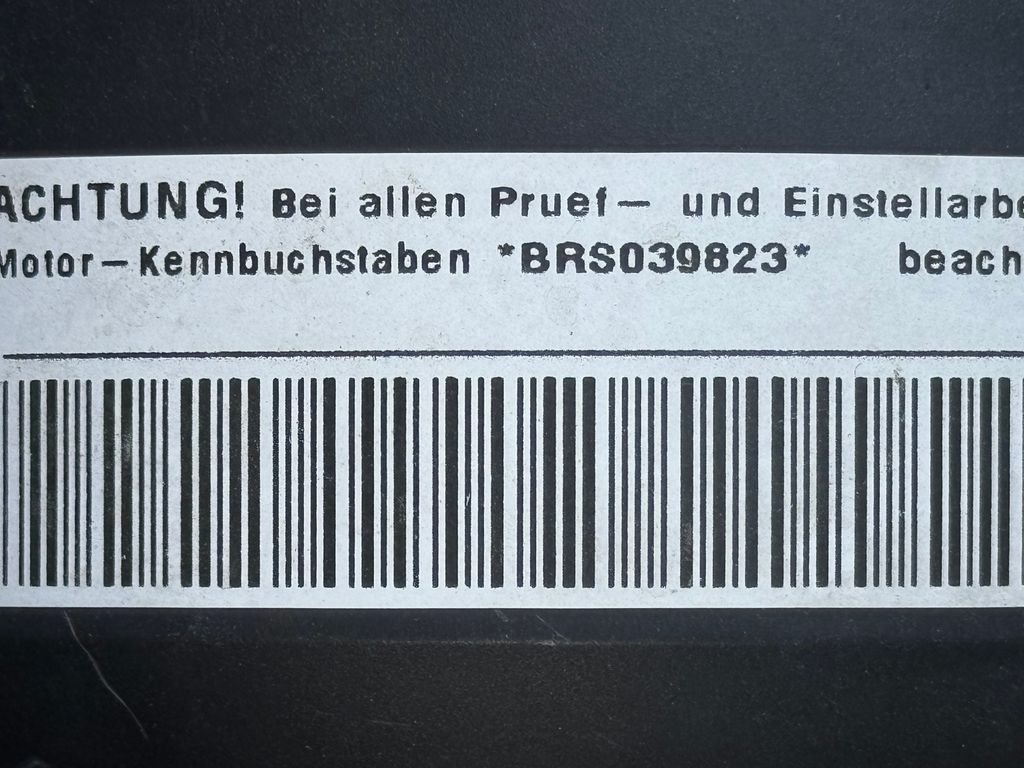 ACHTUNG! Bei allen Pruef- und Einstellarbe
Motor-Kennbuchstaben *BRS039823* beach